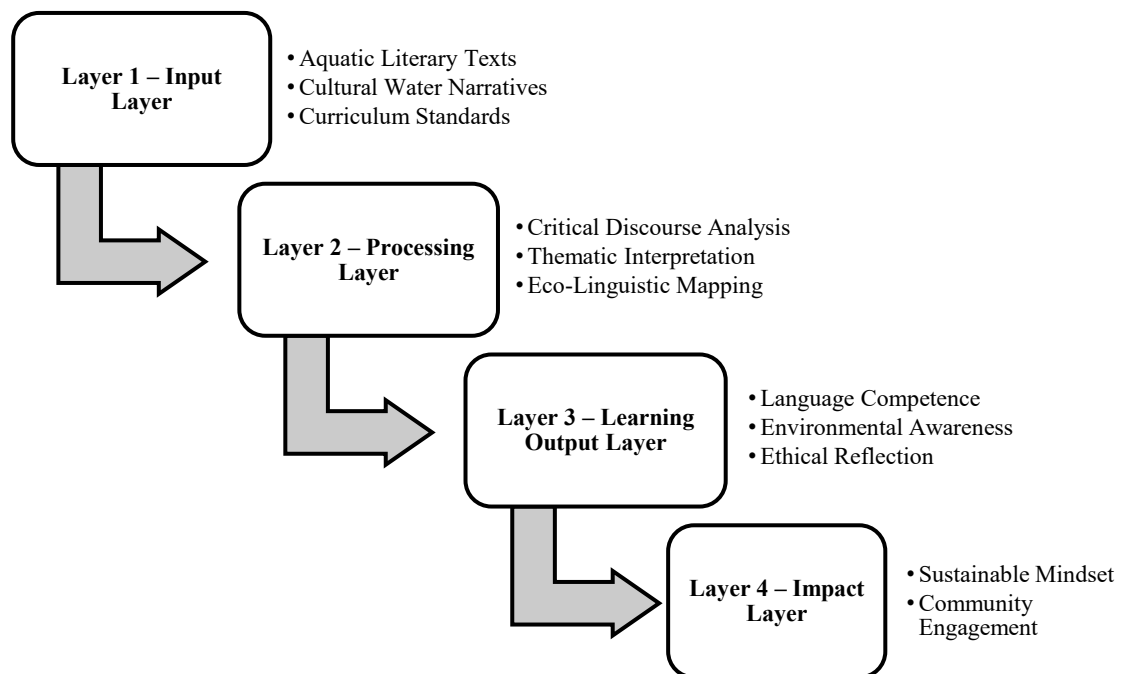 Layer 1 – Input
Layer
• Aquatic Literary Texts
• Cultural Water Narratives
• Curriculum Standards
Layer 2 – Processing
Layer
• Critical Discourse Analysis
• Thematic Interpretation
• Eco-Linguistic Mapping
Layer 3 – Learning
Output Layer
• Language Competence
• Environmental Awareness
• Ethical Reflection
Layer 4 – Impact
Layer
• Sustainable Mindset
• Community
Engagement